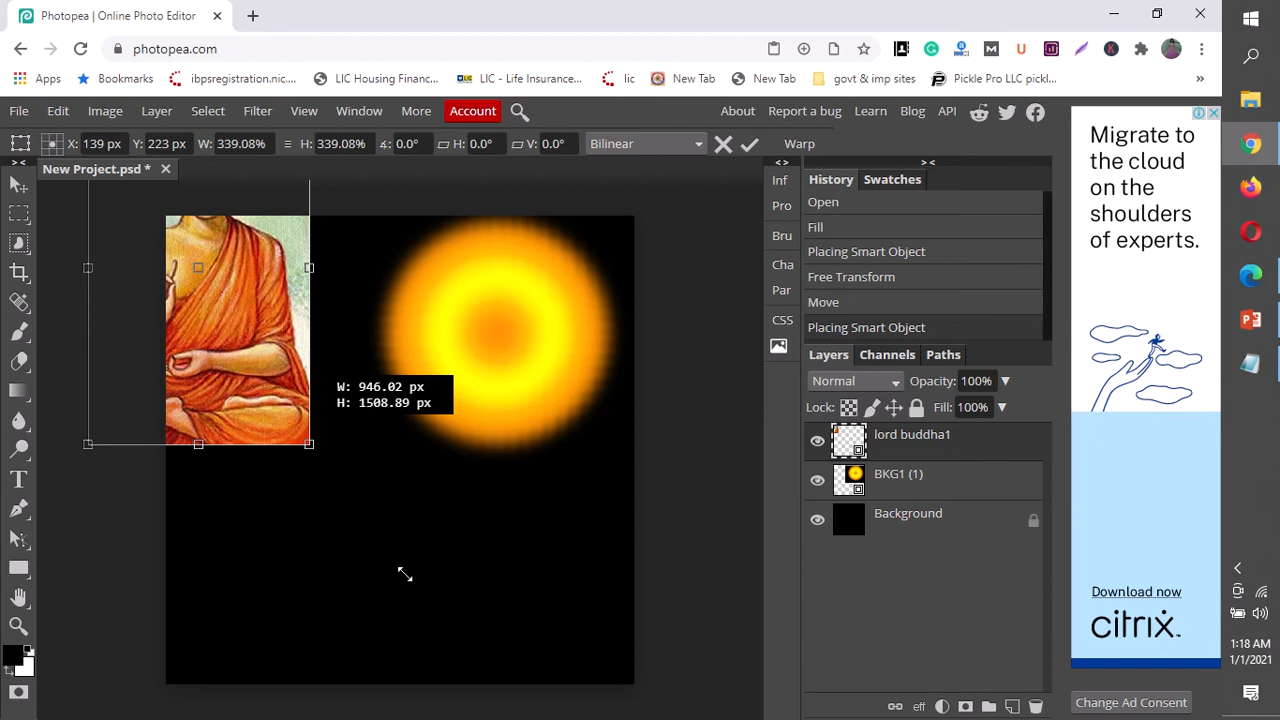 Photopea | Online Photo Editor
photopea.com
Apps Bookmarks ibpsregistration.nic... LIC Housing Financ... LIC - Life Insurance... lic New Tab New Tab govt & imp sites Pickle Pro LLC pickl... »
File Edit Image Layer Select Filter View Window More Account About Report a bug Learn Blog API
X: 139 px Y: 223 px W: 339.08% H: 339.08% 0.0° H: 0.0° V: 0.0° Bilinear Warp
New Project.psd *
Inf
Pro
Bru
Cha
Par
CSS
History Swatches
Open
Fill
Placing Smart Object
Free Transform
Move
Placing Smart Object
Layers Channels Paths
Normal Opacity: 100%
Lock: Fill: 100%
lord buddha1
BKG1 (1)
Background
eff
W: 946.02 px
H: 1508.89 px
Migrate to
the cloud
on the
shoulders
of experts.
Download now
citrix
Change Ad Consent
1:18 AM
1/1/2021